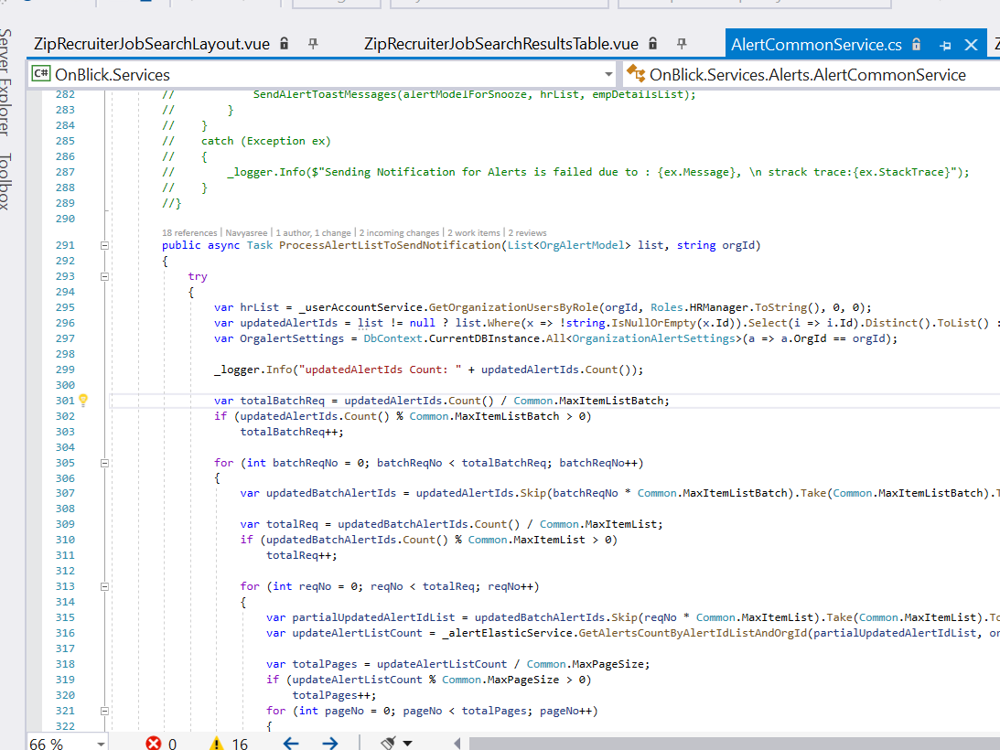 Server Explorer
Toolbox
ZipRecruiterJobSearchLayout.vue
ZipRecruiterJobSearchResultsTable.vue
AlertCommonService.cs
C# OnBlick.Services
OnBlick.Services.Alerts.AlertCommonService
282 // SendAlertToastMessages(alertModelForSnooze, hrList, empDetailsList);
283 // }
284 // }
285 // catch (Exception ex)
286 // {
287 // _logger.Info($"Sending Notification for Alerts is failed due to : {ex.Message}, \n strack trace:{ex.StackTrace}");
288 // }
289 //}
290
18 references | Navyasree | 1 author, 1 change | 2 incoming changes | 2 work items | 2 reviews
291 public async Task ProcessAlertListToSendNotification(List<OrgAlertModel> list, string orgId)
292 {
293 try
294 {
295 var hrList = _userAccountService.GetOrganizationUsersByRole(orgId, Roles.HRManager.ToString(), 0, 0);
296 var updatedAlertIds = list != null ? list.Where(x => !string.IsNullOrEmpty(x.Id)).Select(i => i.Id).Distinct().ToList() :
297 var OrgalertSettings = DbContext.CurrentDBInstance.All<OrganizationAlertSettings>(a => a.OrgId == orgId);
298
299 _logger.Info("updatedAlertIds Count: " + updatedAlertIds.Count());
300
301 var totalBatchReq = updatedAlertIds.Count() / Common.MaxItemListBatch;
302 if (updatedAlertIds.Count() % Common.MaxItemListBatch > 0)
303 totalBatchReq++;
304
305 for (int batchReqNo = 0; batchReqNo < totalBatchReq; batchReqNo++)
306 {
307 var updatedBatchAlertIds = updatedAlertIds.Skip(batchReqNo * Common.MaxItemListBatch).Take(Common.MaxItemListBatch).
308
309 var totalReq = updatedBatchAlertIds.Count() / Common.MaxItemList;
310 if (updatedBatchAlertIds.Count() % Common.MaxItemList > 0)
311 totalReq++;
312
313 for (int reqNo = 0; reqNo < totalReq; reqNo++)
314 {
315 var partialUpdatedAlertIdList = updatedBatchAlertIds.Skip(reqNo * Common.MaxItemList).Take(Common.MaxItemList).
316 var updateAlertListCount = _alertElasticService.GetAlertsCountByAlertIdListAndOrgId(partialUpdatedAlertIdList,
317
318 var totalPages = updateAlertListCount / Common.MaxPageSize;
319 if (updateAlertListCount % Common.MaxPageSize > 0)
320 totalPages++;
321 for (int pageNo = 0; pageNo < totalPages; pageNo++)
322 {
66 % 0 16